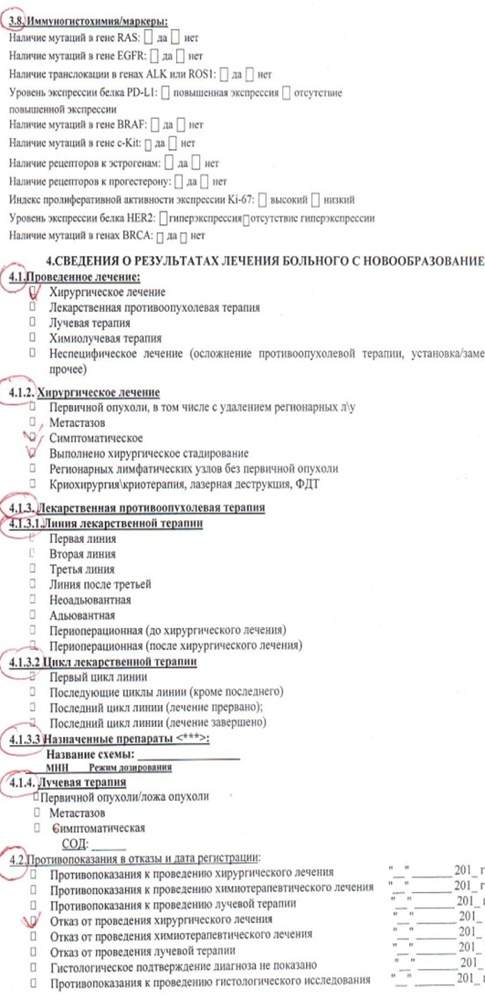 3.8. Иммуногистохимия/маркеры:
Наличие мутаций в гене RAS: да нет
Наличие мутаций в гене EGFR: да нет
Наличие транслокации в генах ALK или ROS1: да нет
Уровень экспрессии белка PD-L1: повышенная экспрессия отсутствие
повышенной экспрессии
Наличие мутаций в гене BRAF: да нет
Наличие мутаций в гене c-Kit: да нет
Наличие рецепторов к эстрогенам: да нет
Наличие рецепторов к прогестерону: да нет
Индекс пролиферативной активности экспрессии Ki-67: высокий низкий
Уровень экспрессии белка HER2: гиперэкспрессия отсутствие гиперэкспрессии
Наличие мутаций в генах BRCA: да нет
4.СВЕДЕНИЯ О РЕЗУЛЬТАТАХ ЛЕЧЕНИЯ БОЛЬНОГО С НОВООБРАЗОВАНИЕ
4.1.Проведенное лечение:
Хирургическое лечение
Лекарственная противоопухолевая терапия
Лучевая терапия
Химиолучевая терапия
Неспецифическое лечение (осложнение противоопухолевой терапии, установка/заме
прочее)
4.1.2. Хирургическое лечение
Первичной опухоли, в том числе с удалением регионарных л\у
Метастазов
Симптоматическое
Выполнено хирургическое стадирование
Регионарных лимфатических узлов без первичной опухоли
Криохирургия\криотерапия, лазерная деструкция, ФДТ
4.1.3. Лекарственная противоопухолевая терапия
4.1.3.1.Линия лекарственной терапии
Первая линия
Вторая линия
Третья линия
Линия после третьей
Неоадьювантная
Адьювантная
Периоперационная (до хирургического лечения)
Периоперационная (после хирургического лечения)
4.1.3.2 Цикл лекарственной терапии
Первый цикл линии
Последующие циклы линии (кроме последнего)
Последний цикл линии (лечение прервано);
Последний цикл линии (лечение завершено)
4.1.3.3 Назначенные препараты <***>:
Название схемы: ___________________
МНН Режим дозирования
4.1.4. Лучевая терапия
Первичной опухоли/ложа опухоли
Метастазов
Симптоматическая
СОД: ______
4.2.Противопоказания в отказы и дата регистрации:
Противопоказания к проведению хирургического лечения "__" _______ 201_ г
Противопоказания к проведению химиотерапевтического лечения "__" _______ 201_ г
Противопоказания к проведению лучевой терапии "__" _______ 201_ г
Отказ от проведения хирургического лечения "__" _______ 201_
Отказ от проведения химиотерапевтического лечения "__" _______ 201_
Отказ от проведения лучевой терапии "__" _______ 201_
Гистологическое подтверждение диагноза не показано "__" _______ 201_
Противопоказания к проведению гистологического исследования "__" _______ 201_ г